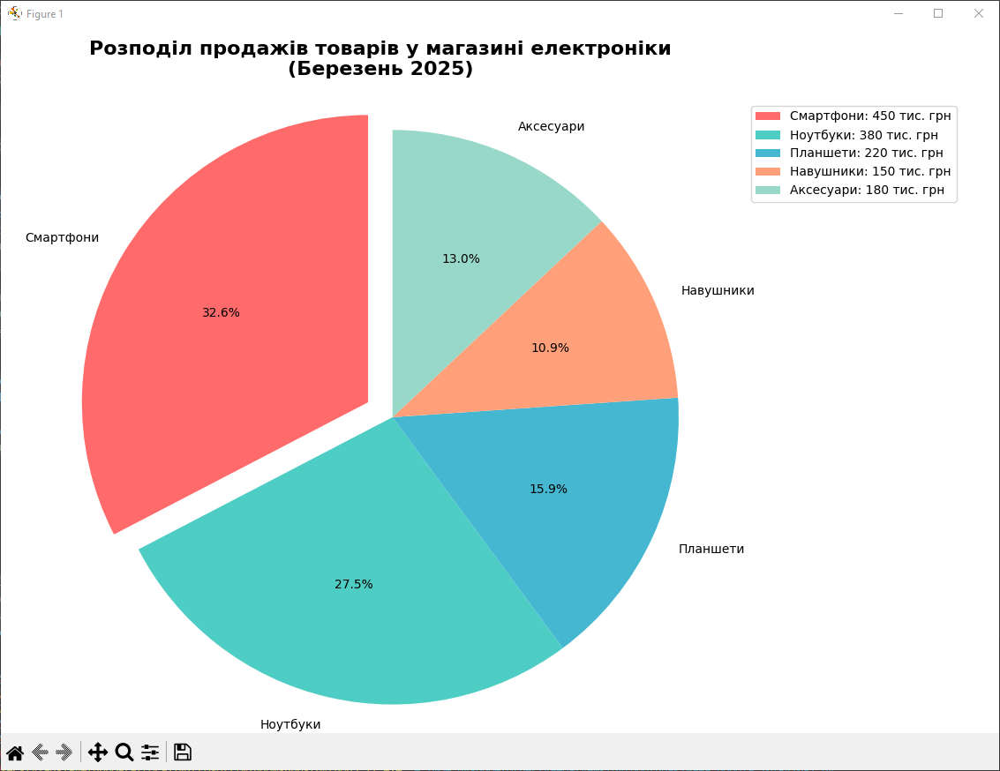 Figure 1
Розподіл продажів товарів у магазині електроніки
(Березень 2025)
Смартфони: 450 тис. грн
Ноутбуки: 380 тис. грн
Планшети: 220 тис. грн
Навушники: 150 тис. грн
Аксесуари: 180 тис. грн
Аксесуари
Смартфони
13.0%
Навушники
32.6%
10.9%
15.9%
Планшети
27.5%
Ноутбуки